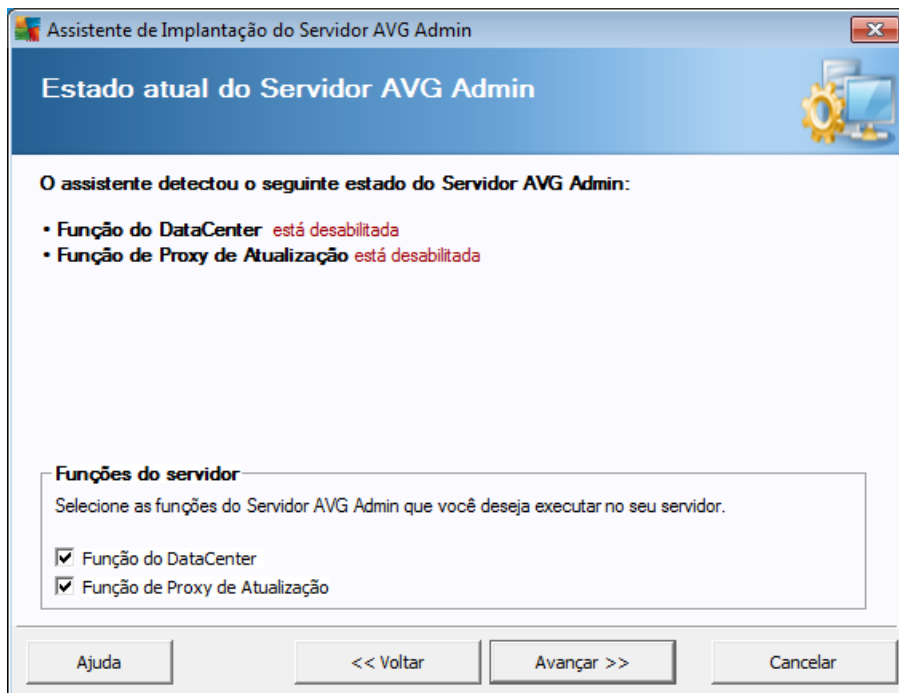 Assistente de Implantação do Servidor AVG Admin
Estado atual do Servidor AVG Admin
O assistente detectou o seguinte estado do Servidor AVG Admin:
• Função do DataCenter está desabilitada
• Função de Proxy de Atualização está desabilitada
Funções do servidor
Selecione as funções do Servidor AVG Admin que você deseja executar no seu servidor.
Função do DataCenter
Função de Proxy de Atualização
Ajuda
<< Voltar
Avançar >>
Cancelar